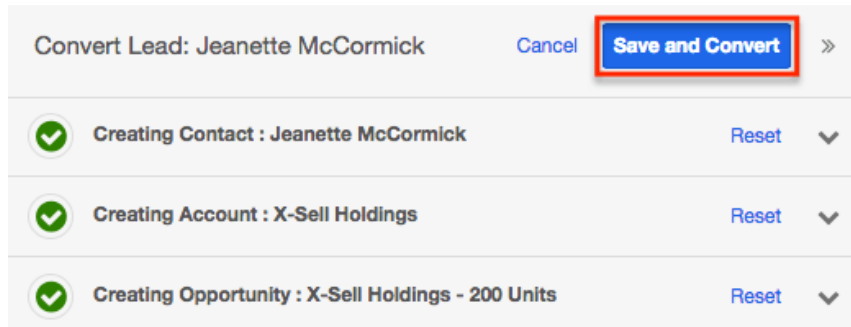 Convert Lead: Jeanette McCormick Cancel Save and Convert »
Creating Contact : Jeanette McCormick Reset
Creating Account : X-Sell Holdings Reset
Creating Opportunity : X-Sell Holdings - 200 Units Reset